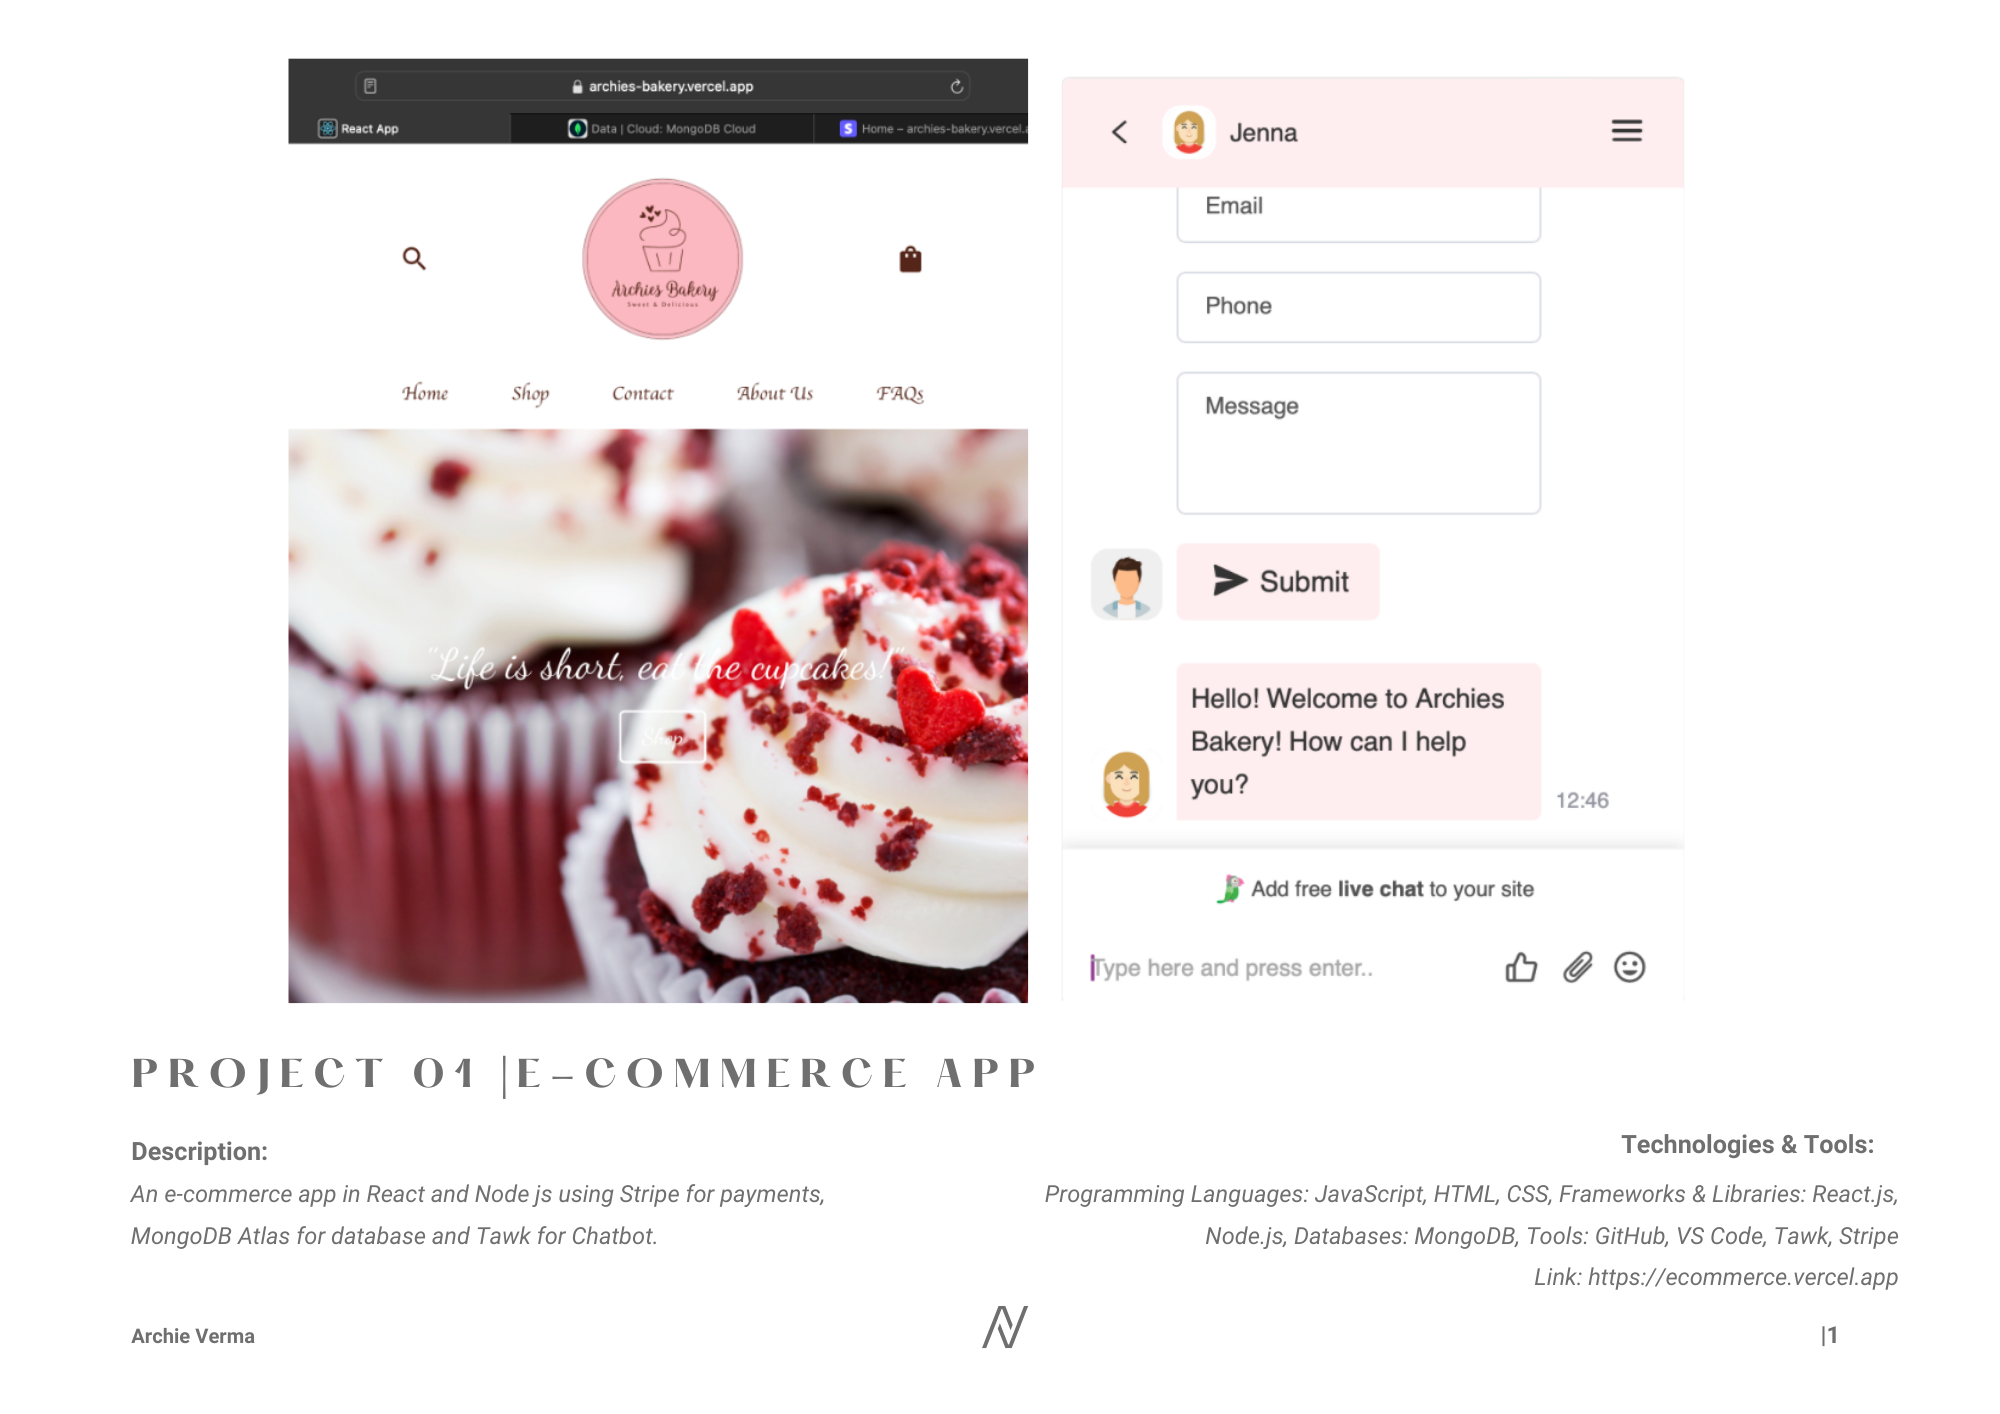 archies-bakery.vercel.app
React App
Data | Cloud: MongoDB Cloud
Home – archies-bakery.vercel.a
Archies Bakery
Sweet & Delicious
Home Shop Contact About Us FAQs
"Life is short, eat the cupcakes!"
Shop
Jenna
Email
Phone
Message
Submit
Hello! Welcome to Archies
Bakery! How can I help
you?
12:46
Add free live chat to your site
Type here and press enter..
PROJECT 01 |E-COMMERCE APP
Description:
An e-commerce app in React and Node js using Stripe for payments,
MongoDB Atlas for database and Tawk for Chatbot.
Technologies & Tools:
Programming Languages: JavaScript, HTML, CSS, Frameworks & Libraries: React.js,
Node.js, Databases: MongoDB, Tools: GitHub, VS Code, Tawk, Stripe
Link: https://ecommerce.vercel.app
Archie Verma
|1